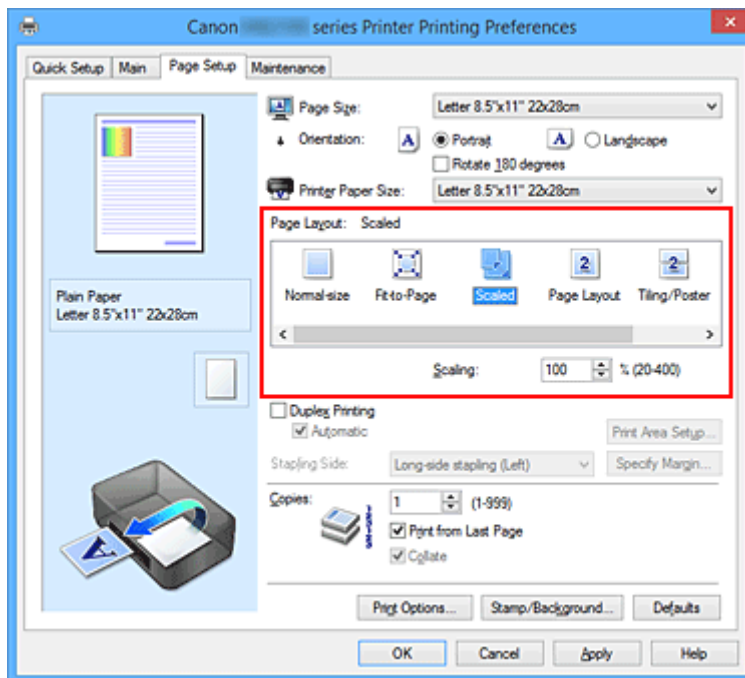 Canon series Printer Printing Preferences
Quick Setup Main Page Setup Maintenance
Page Size: Letter 8.5"x11" 22x28cm
Orientation: A Portrait A Landscape
Rotate 180 degrees
Printer Paper Size: Letter 8.5"x11" 22x28cm
Page Layout: Scaled
Normal-size Fit-to-Page Scaled Page Layout Tiling/Poster
Plain Paper
Letter 8.5"x11" 22x28cm
Scaling: 100 % (20-400)
Duplex Printing
Automatic Print Area Setup...
Stapling Side: Long-side stapling (Left) Specify Margin...
Copies: 1 (1-999)
Print from Last Page
Collate
Print Options... Stamp/Background... Defaults
OK Cancel Apply Help